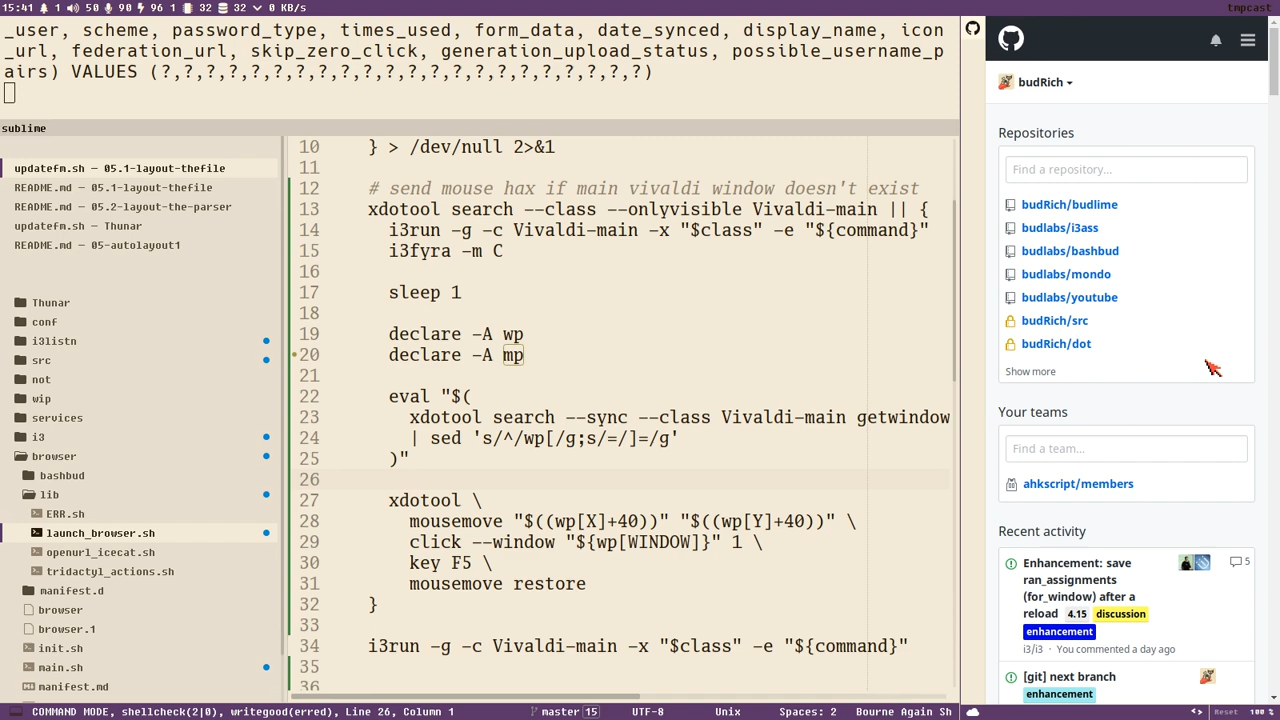 15:41 1 50 90 96 1 32 32 0 KB/s
tmpcast
_user, scheme, password_type, times_used, form_data, date_synced, display_name, icon
_url, federation_url, skip_zero_click, generation_upload_status, possible_username_p
airs) VALUES (?,?,?,?,?,?,?,?,?,?,?,?,?,?,?,?,?,?,?,?,?,?)
sublime
updatefm.sh — 05.1-layout-thefile
README.md — 05.1-layout-thefile
README.md — 05.2-layout-the-parser
updatefm.sh — Thunar
README.md — 05-autolayout1
Thunar
conf
i3listn
src
not
wip
services
i3
browser
bashbud
lib
ERR.sh
launch_browser.sh
openurl_icecat.sh
tridactyl_actions.sh
manifest.d
browser
browser.1
init.sh
main.sh
manifest.md
10 } > /dev/null 2>&1
11
12 # send mouse hax if main vivaldi window doesn't exist
13 xdotool search --class --onlyvisible Vivaldi-main || {
14 i3run -g -c Vivaldi-main -x "$class" -e "${command}"
15 i3fyra -m C
16
17 sleep 1
18
19 declare -A wp
20 declare -A mp
21
22 eval "$(
23 xdotool search --sync --class Vivaldi-main getwindow
24 | sed 's/^/wp[/g;s/=/]=/g'
25 )"
26
27 xdotool \
28 mousemove "$((wp[X]+40))" "$((wp[Y]+40))" \
29 click --window "${wp[WINDOW]}" 1 \
30 key F5 \
31 mousemove restore
32 }
33
34 i3run -g -c Vivaldi-main -x "$class" -e "${command}"
35
36
budRich
Repositories
Find a repository…
budRich/budlime
budlabs/i3ass
budlabs/bashbud
budlabs/mondo
budlabs/youtube
budRich/src
budRich/dot
Show more
Your teams
Find a team…
ahkscript/members
Recent activity
Enhancement: save
ran_assignments
(for_window) after a
reload 4.15 discussion
enhancement
5
i3/i3 · You commented a day ago
[git] next branch
enhancement
COMMAND MODE, shellcheck(2|0), writegood(erred), Line 26, Column 1 master 15 UTF-8 Unix Spaces: 2 Bourne Again Sh
Reset 100 %